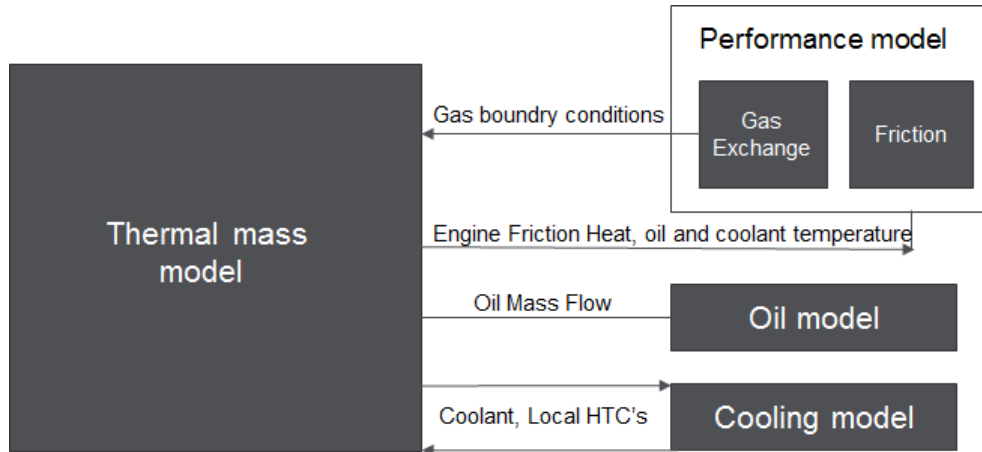 Performance model
Gas boundry conditions
Gas
Exchange
Friction
Thermal mass
model
Engine Friction Heat, oil and coolant temperature
Oil Mass Flow
Oil model
Coolant, Local HTC's
Cooling model